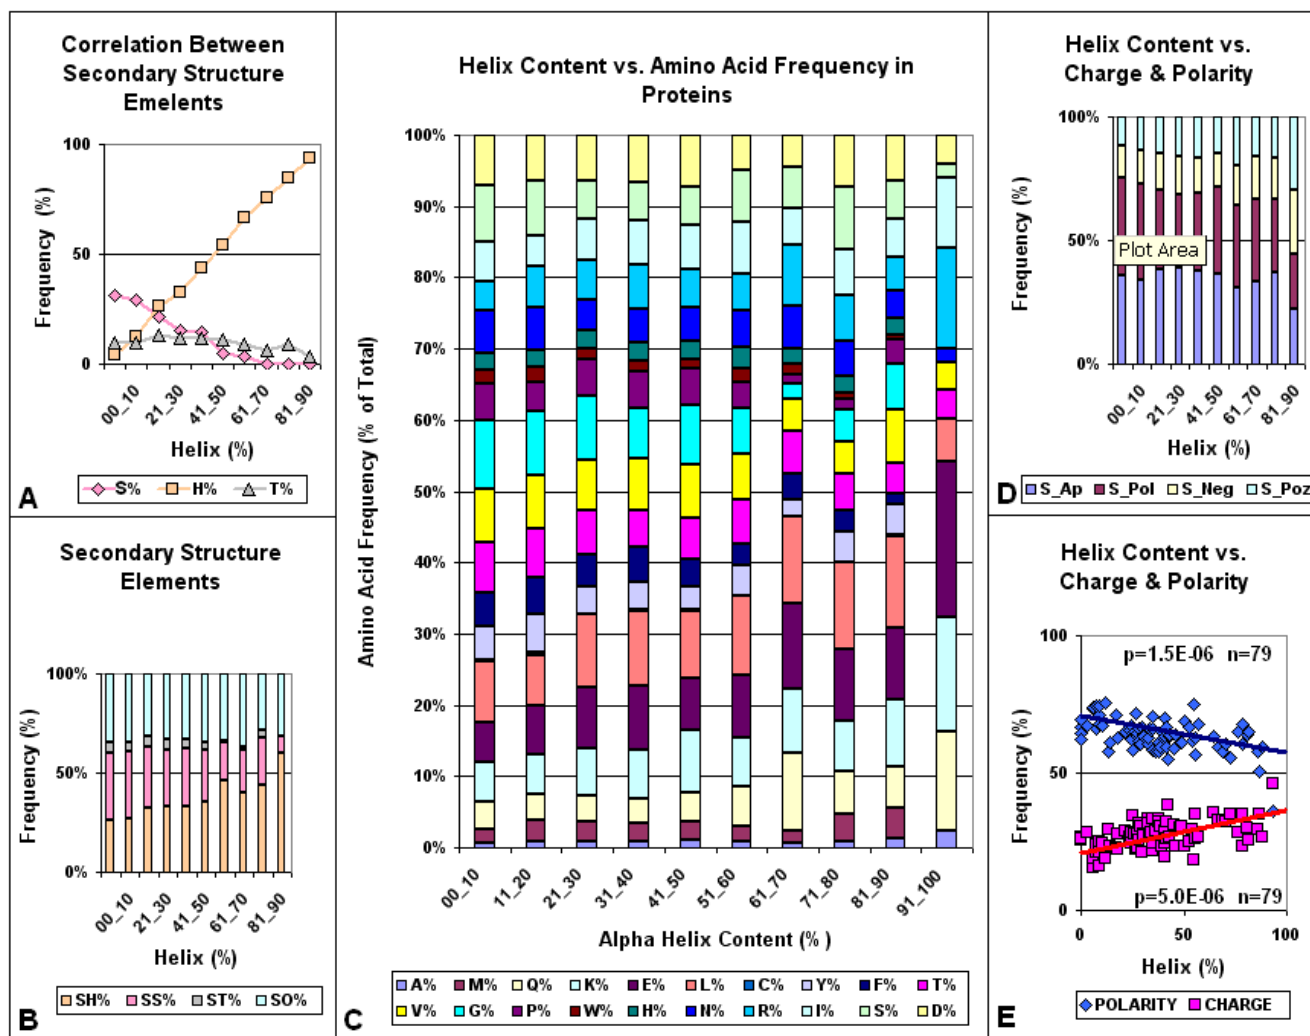 Correlation Between
Secondary Structure
Emelents
100
50
0
Frequency (%)
00_10
21_30
41_50
61_70
81_90
Helix (%)
S% H% T%
A
Secondary Structure
Elements
100%
50%
0%
Frequency (%)
00_10
21_30
41_50
61_70
81_90
Helix (%)
SH% SS% ST% SO%
B
Helix Content vs. Amino Acid Frequency in
Proteins
100%
90%
80%
70%
60%
50%
40%
30%
20%
10%
0%
Amino Acid Frequency (% of Total)
00_10
11_20
21_30
31_40
41_50
51_60
61_70
71_80
81_90
91_100
Alpha Helix Content (% )
A% M% Q% K% E% L% C% Y% F% T%
V% G% P% W% H% N% R% I% S% D%
C
Helix Content vs.
Charge & Polarity
100%
50%
0%
Frequency (%)
Plot Area
00_10
21_30
41_50
61_70
81_90
Helix (%)
S_Ap S_Pol S_Neg S_Poz
D
Helix Content vs.
Charge & Polarity
100
50
0
Frequency (%)
p=1.5E-06 n=79
p=5.0E-06 n=79
0 50 100
Helix (%)
POLARITY CHARGE
E